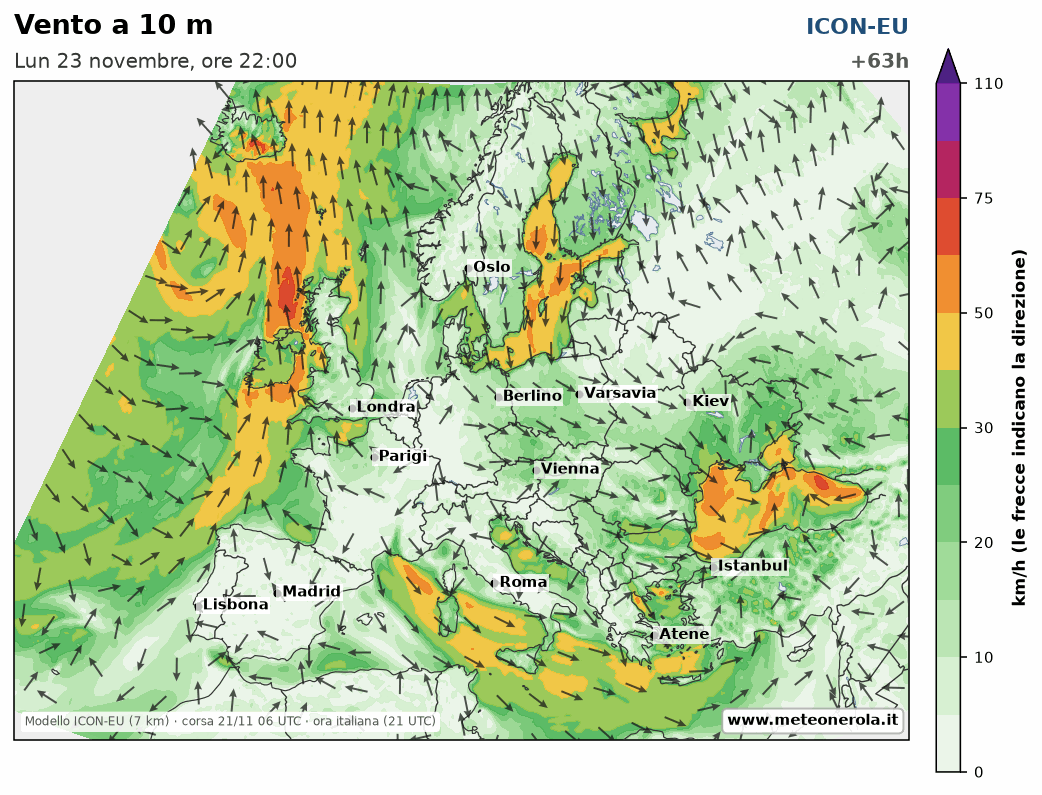 Vento a 10 m
ICON-EU
Lun 23 novembre, ore 22:00
+63h
110
75
50
30
20
10
0
km/h (le frecce indicano la direzione)
Oslo
Berlino
Varsavia
Kiev
Londra
Parigi
Vienna
Istanbul
Roma
Madrid
Lisbona
Atene
Modello ICON-EU (7 km) · corsa 21/11 06 UTC · ora italiana (21 UTC)
www.meteonerola.it